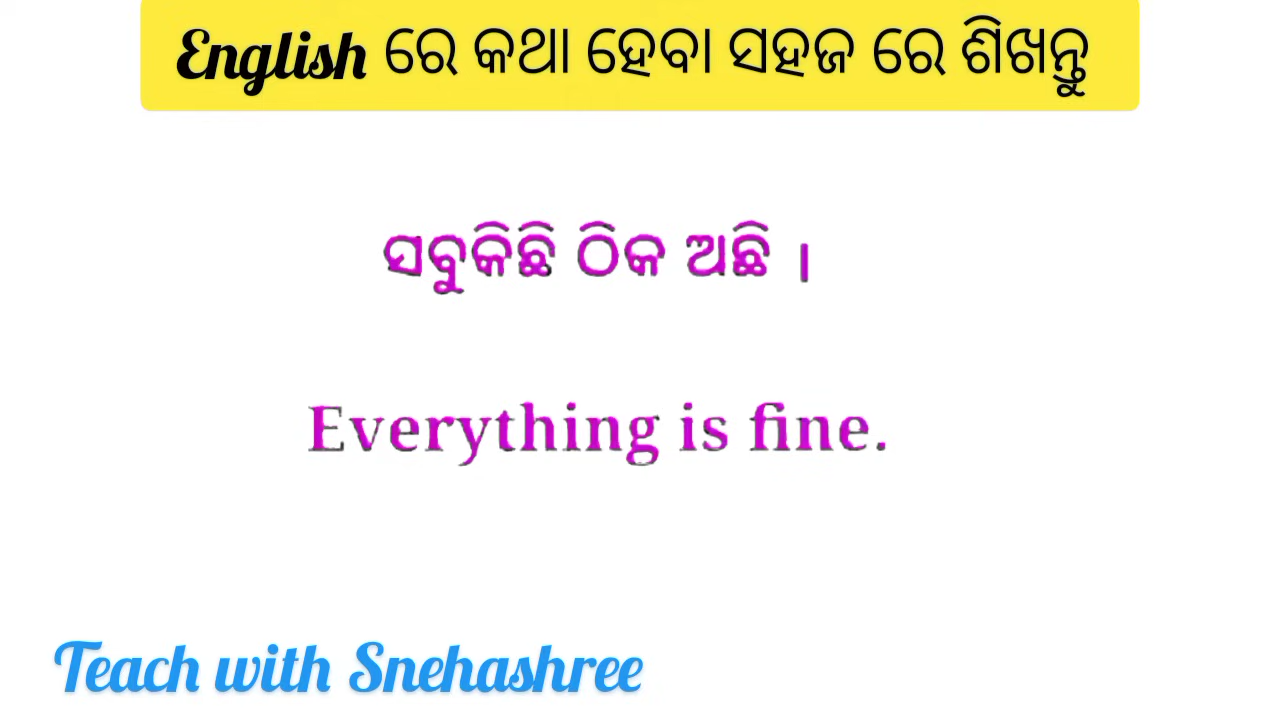 English ରେ କଥା ହେବା ସହଜ ରେ ଶିଖନ୍ତୁ
ସବୁକିଛି ଠିକ ଅଛି ।
Everything is fine.
Teach with Snehashree